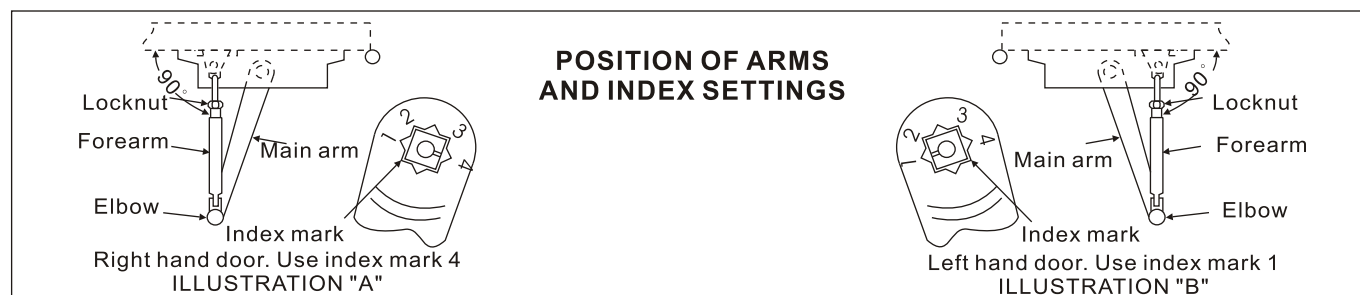 POSITION OF ARMS
AND INDEX SETTINGS
90°
Locknut
Forearm
Elbow
Main arm
1
2
3
4
Index mark
Right hand door. Use index mark 4
ILLUSTRATION "A"
90°
Locknut
Forearm
Elbow
Main arm
1
2
3
4
Index mark
Left hand door. Use index mark 1
ILLUSTRATION "B"